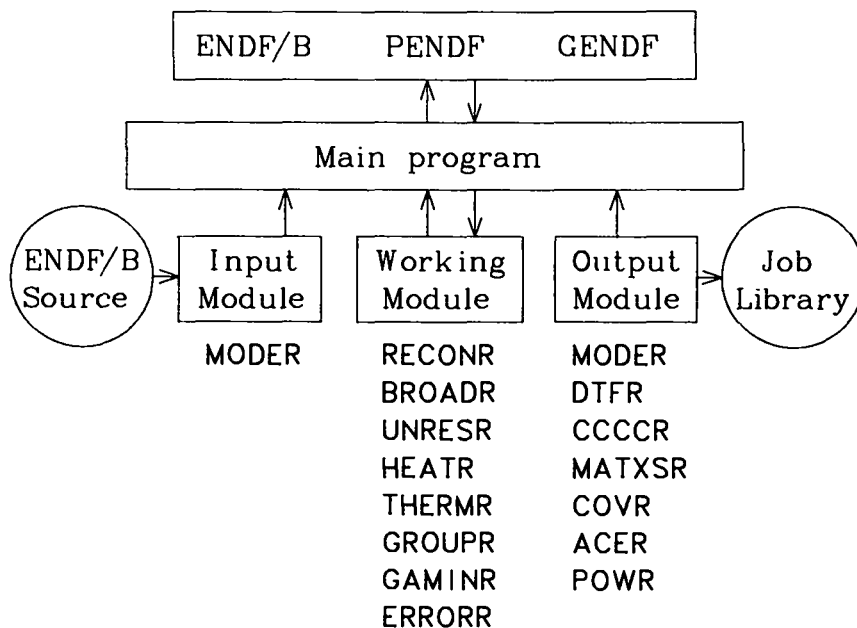 ENDF/B PENDF GENDF
Main program
ENDF/B Source
Input Module
Working Module
Output Module
Job Library
MODER
RECONR
BROADR
UNRESR
HEATR
THERMR
GROUPR
GAMINR
ERRORR
MODER
DTFR
CCCCR
MATXSR
COVR
ACER
POWR